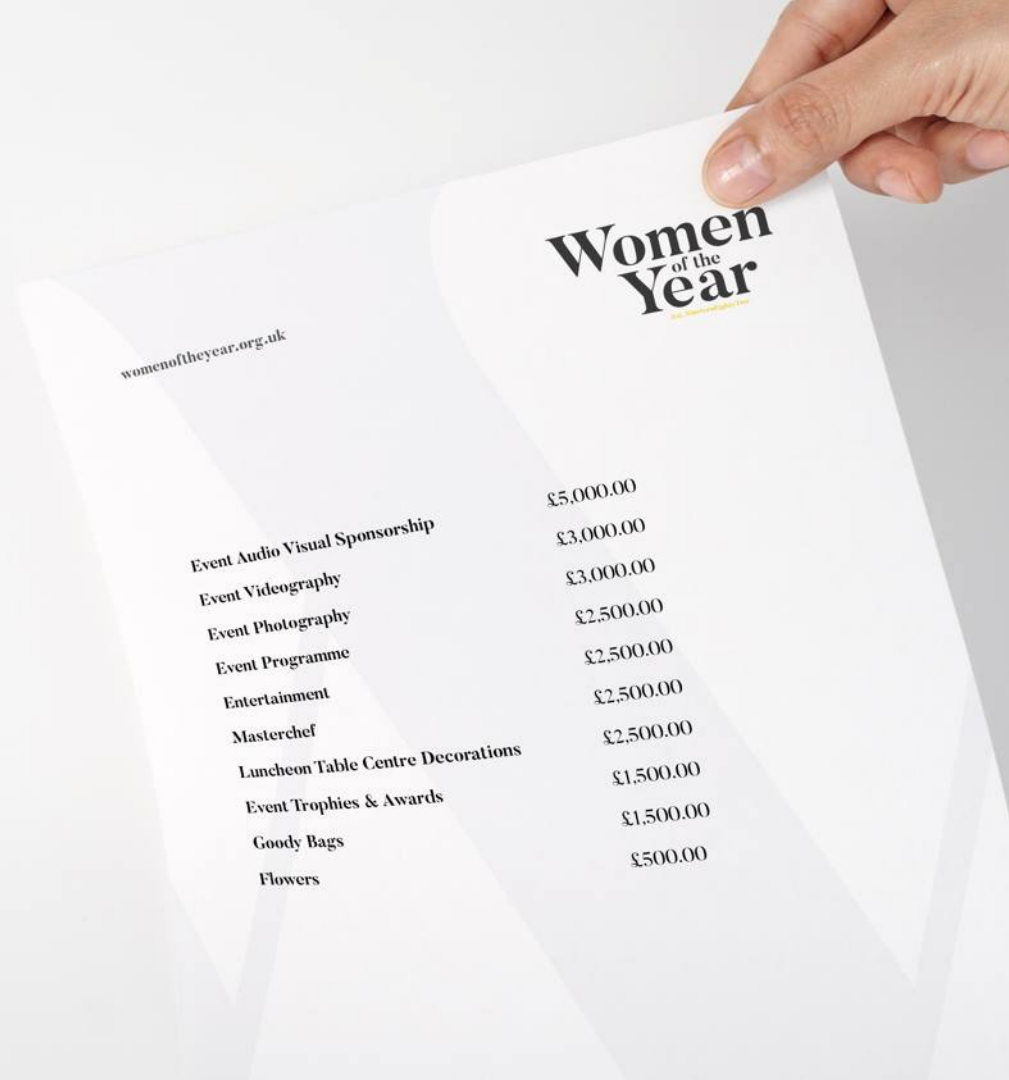 Women
of the
Year
womenoftheyear.org.uk
Event Audio Visual Sponsorship £5,000.00
Event Videography £3,000.00
Event Photography £3,000.00
Event Programme £2,500.00
Entertainment £2,500.00
Masterchef £2,500.00
Luncheon Table Centre Decorations £2,500.00
Event Trophies & Awards £1,500.00
Goody Bags £1,500.00
Flowers £500.00